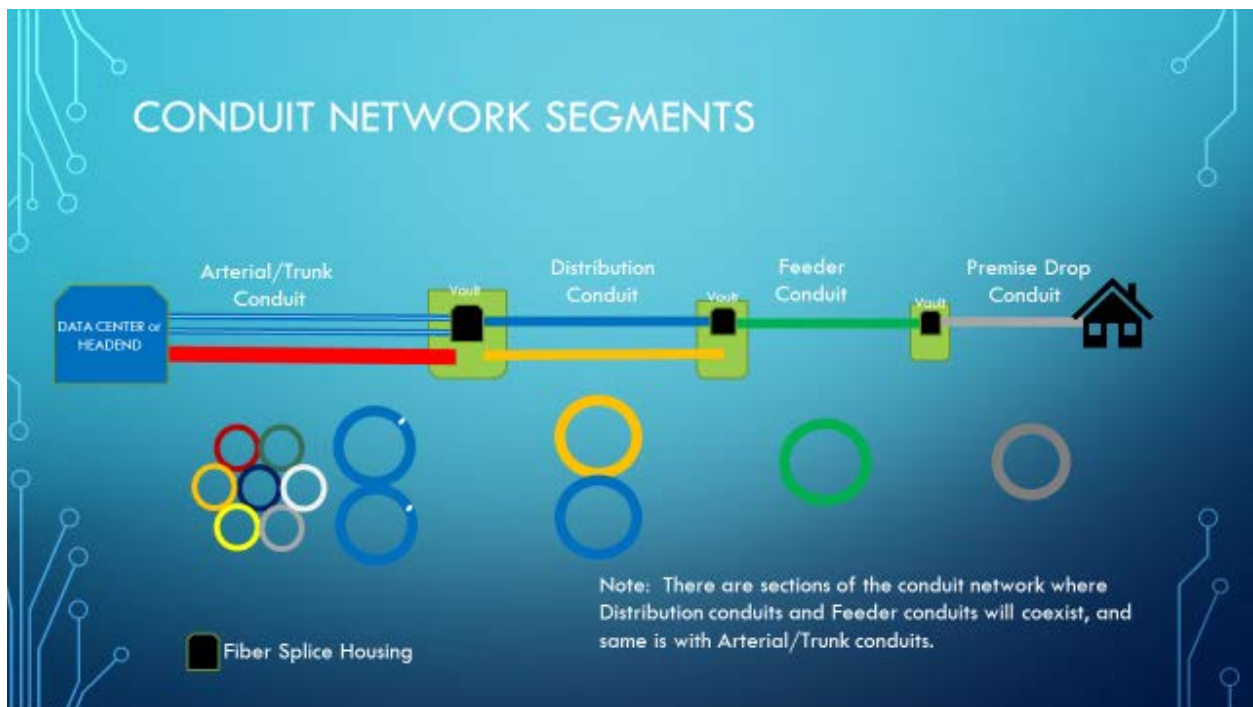 CONDUIT NETWORK SEGMENTS
Arterial/Trunk
Conduit
Distribution
Conduit
Feeder
Conduit
Premise Drop
Conduit
Vault
Vault
Vault
DATA CENTER or
HEADEND
Note: There are sections of the conduit network where
Distribution conduits and Feeder conduits will coexist, and
same is with Arterial/Trunk conduits.
Fiber Splice Housing